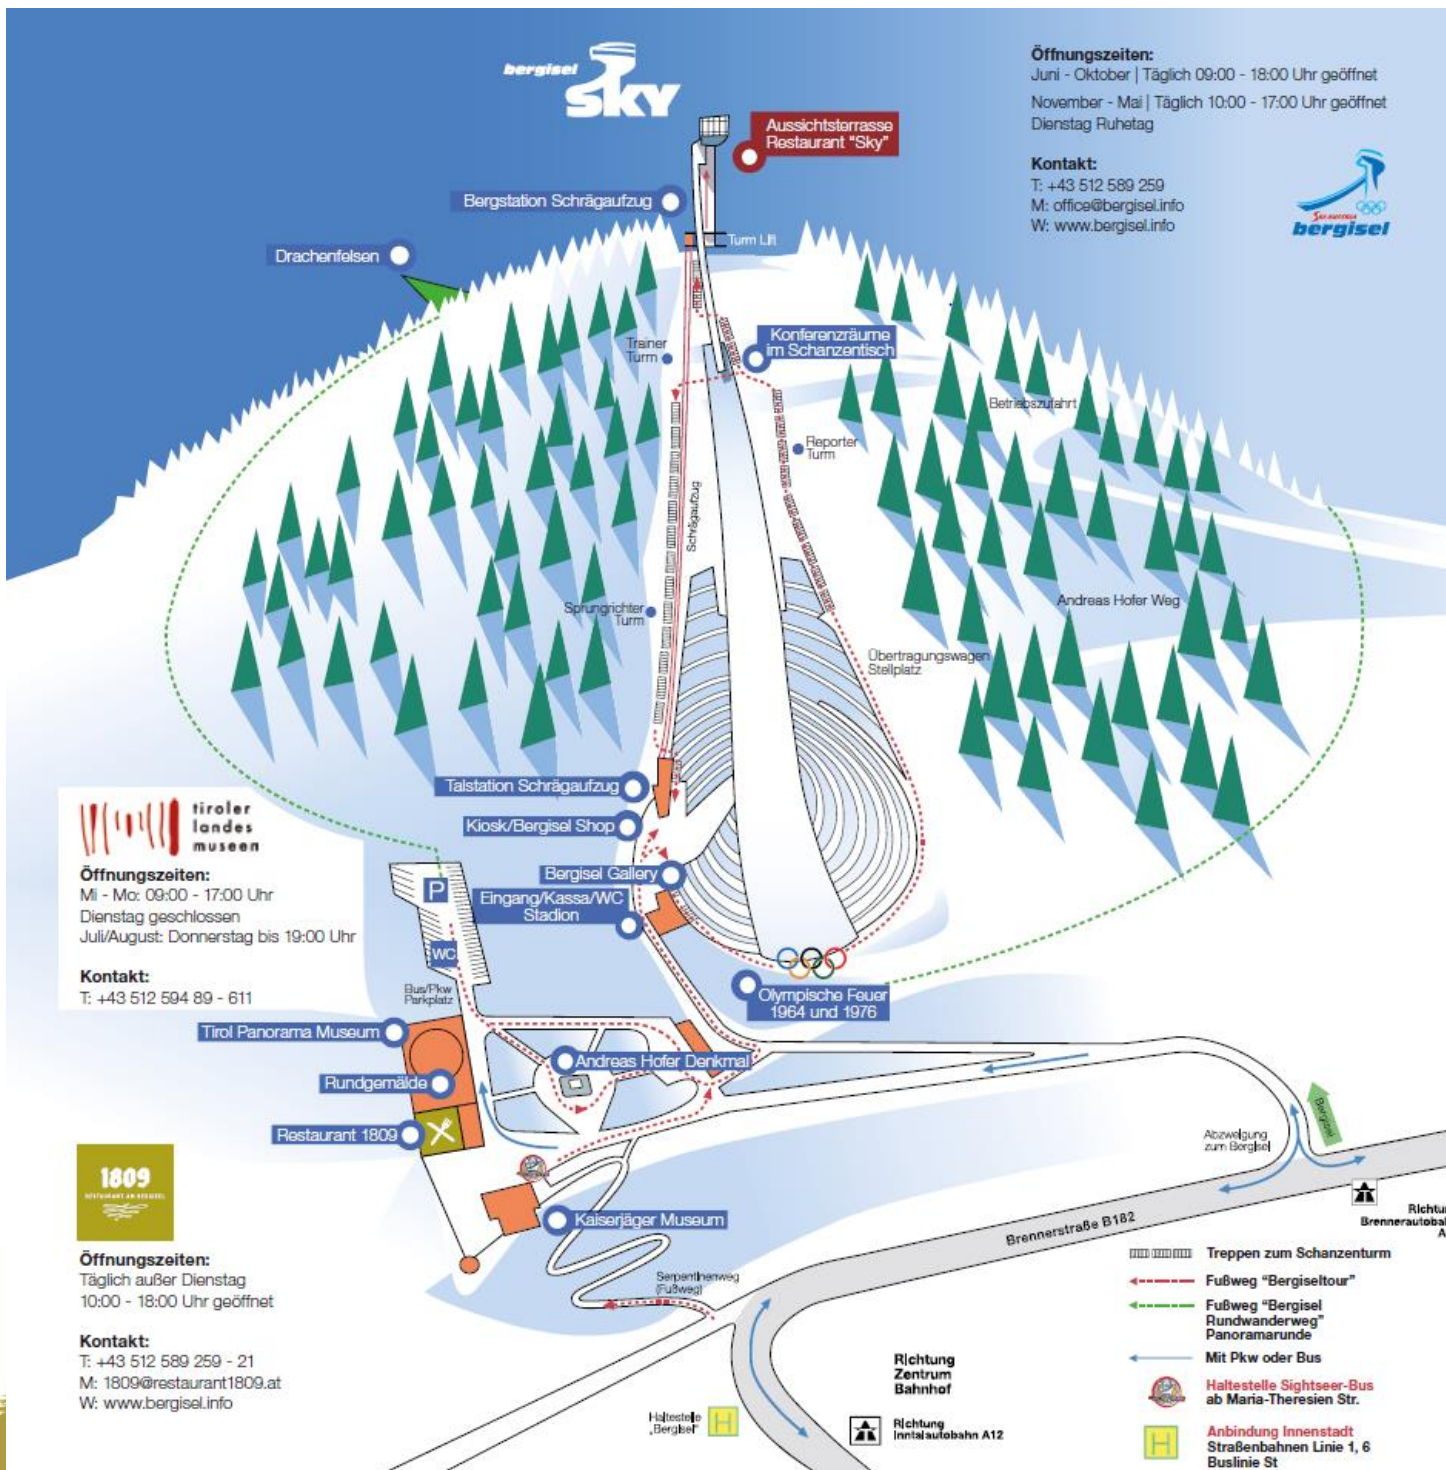 bergisel
SKY
Öffnungszeiten:
Juni - Oktober | Täglich 09:00 - 18:00 Uhr geöffnet
November - Mai | Täglich 10:00 - 17:00 Uhr geöffnet
Dienstag Ruhetag
Kontakt:
T: +43 512 589 259
M: office@bergisel.info
W: www.bergisel.info
Ski Austria
bergisel
Aussichtsterrasse
Restaurant "Sky"
Bergstation Schrägaufzug
Turm Lift
Drachenfelsen
Trainer
Turm
Konferenzräume
im Schanzentisch
Betriebszufahrt
Reporter
Turm
Schrägaufzug
Andreas Hofer Weg
Sprungrichter
Turm
Übertragungswagen
Stellplatz
Talstation Schrägaufzug
Kiosk/Bergisel Shop
Bergisel Gallery
Eingang/Kassa/WC
Stadion
tiroler
landes
museen
Öffnungszeiten:
Mi - Mo: 09:00 - 17:00 Uhr
Dienstag geschlossen
Juli/August: Donnerstag bis 19:00 Uhr
Kontakt:
T: +43 512 594 89 - 611
P
WC
Bus/Pkw
Parkplatz
Olympische Feuer
1964 und 1976
Tirol Panorama Museum
Andreas Hofer Denkmal
Rundgemälde
Restaurant 1809
Bergisel
Abzweigung
zum Bergisel
1809
RESTAURANT AM BERGISEL
Kaiserjäger Museum
Öffnungszeiten:
Täglich außer Dienstag
10:00 - 18:00 Uhr geöffnet
Kontakt:
T: +43 512 589 259 - 21
M: 1809@restaurant1809.at
W: www.bergisel.info
Serpentinenweg
(Fußweg)
Brennerstraße B182
Richtu
Brennerautobah
A
Treppen zum Schanzenturm
Fußweg "Bergiseltour"
Fußweg "Bergisel
Rundwanderweg"
Panoramarunde
Mit Pkw oder Bus
Haltestelle Sightseer-Bus
ab Maria-Theresien Str.
H
Anbindung Innenstadt
Straßenbahnen Linie 1, 6
Buslinie St
Richtung
Zentrum
Bahnhof
Haltestelle
„Bergisel"
H
Richtung
Inntalautobahn A12